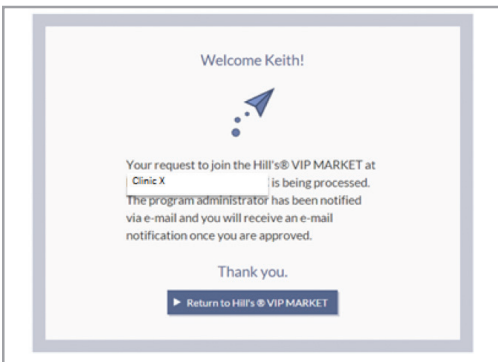 Welcome Keith!
Your request to join the Hill's® VIP MARKET at
Clinic X is being processed.
The program administrator has been notified
via e-mail and you will receive an e-mail
notification once you are approved.
Thank you.
Return to Hill's ® VIP MARKET